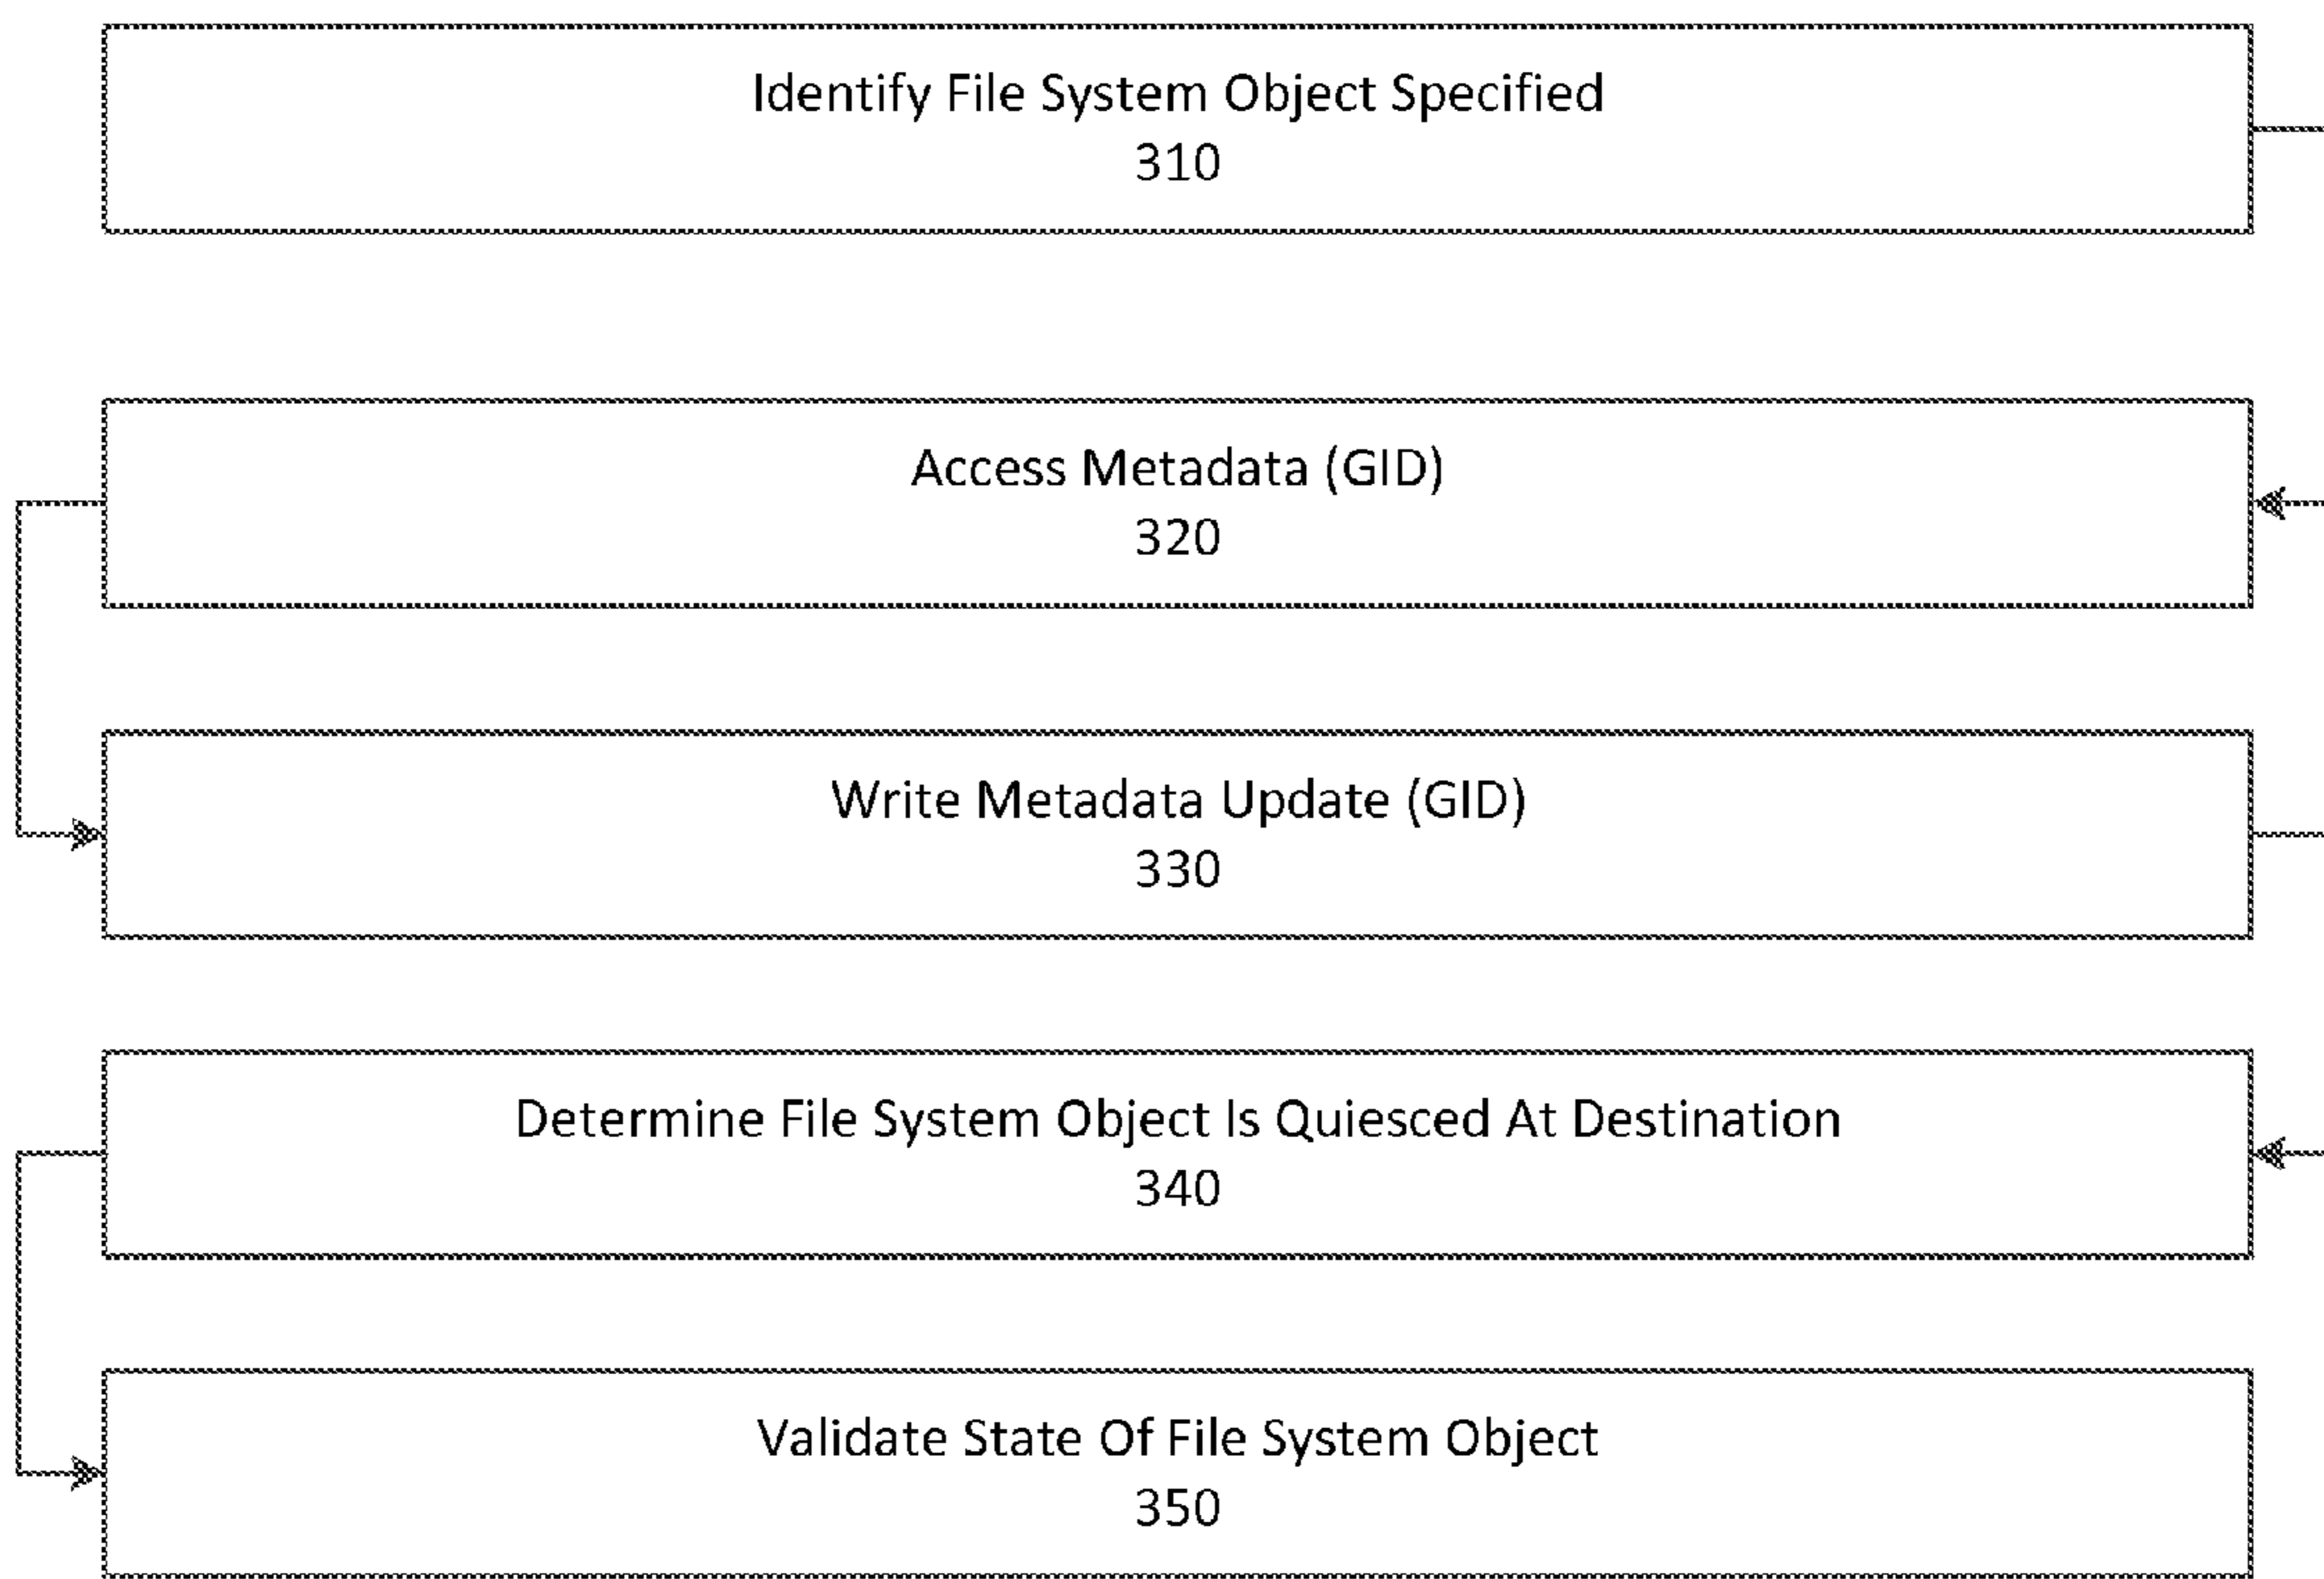 Identify File System Object Specified
310
Access Metadata (GID)
320
Write Metadata Update (GID)
330
Determine File System Object Is Quiesced At Destination
340
Validate State Of File System Object
350